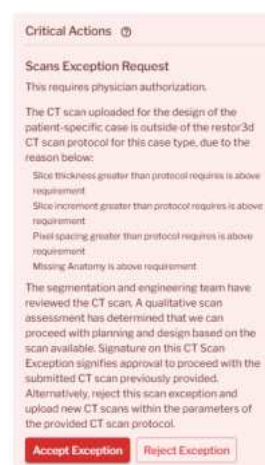 Critical Actions ?
Scans Exception Request
This requires physician authorization.
The CT scan uploaded for the design of the
patient-specific case is outside of the restor3d
CT scan protocol for this case type, due to the
reason below:
Slice thickness greater than protocol requires is above
requirement
Slice increment greater than protocol requires is above
requirement
Pixel spacing greater than protocol requires is above
requirement
Missing Anatomy is above requirement
The segmentation and engineering team have
reviewed the CT scan. A qualitative scan
assessment has determined that we can
proceed with planning and design based on the
scan available. Signature on this CT Scan
Exception signifies approval to proceed with the
submitted CT scan previously provided.
Alternatively, reject this scan exception and
upload new CT scans within the parameters of
the provided CT scan protocol.
Accept Exception Reject Exception